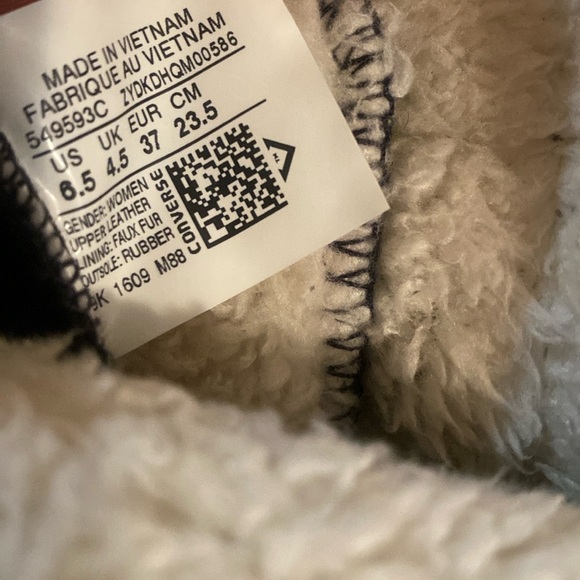 MADE IN VIETNAM
FABRIQUE AU VIETNAM
549593C ZYDKDHQM00586
US UK EUR CM
6.5 4.5 37 23.5
GENDER: WOMEN
UPPER: LEATHER
LINING: FAUX FUR
OUTSOLE: RUBBER
CONVERSE
1609 M88